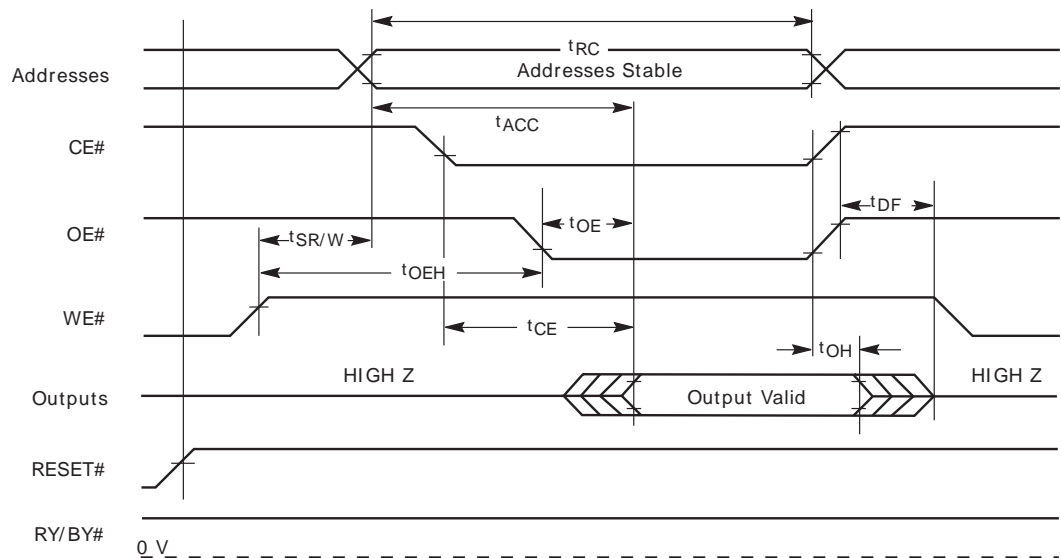 tRC
Addresses
Addresses Stable
tACC
CE#
tDF
tOE
OE#
tSR/W
tOEH
WE#
tCE
tOH
HIGH Z
HIGH Z
Outputs
Output Valid
RESET#
RY/BY#
0 V